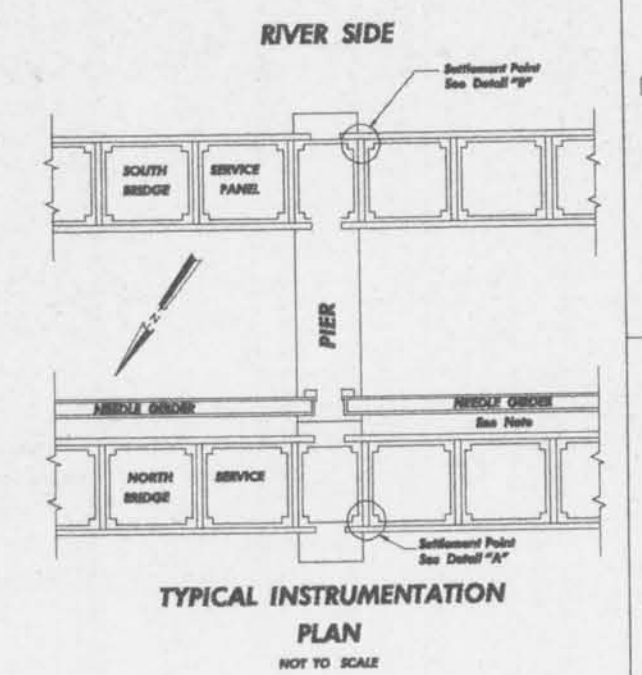 RIVER SIDE
Settlement Point
See Detail "B"
SOUTH
BRIDGE
SERVICE
PANEL
N
PIER
NEEDLE GIRDER
NEEDLE GIRDER
See Note
NORTH
BRIDGE
SERVICE
Settlement Point
See Detail "A"
TYPICAL INSTRUMENTATION
PLAN
NOT TO SCALE